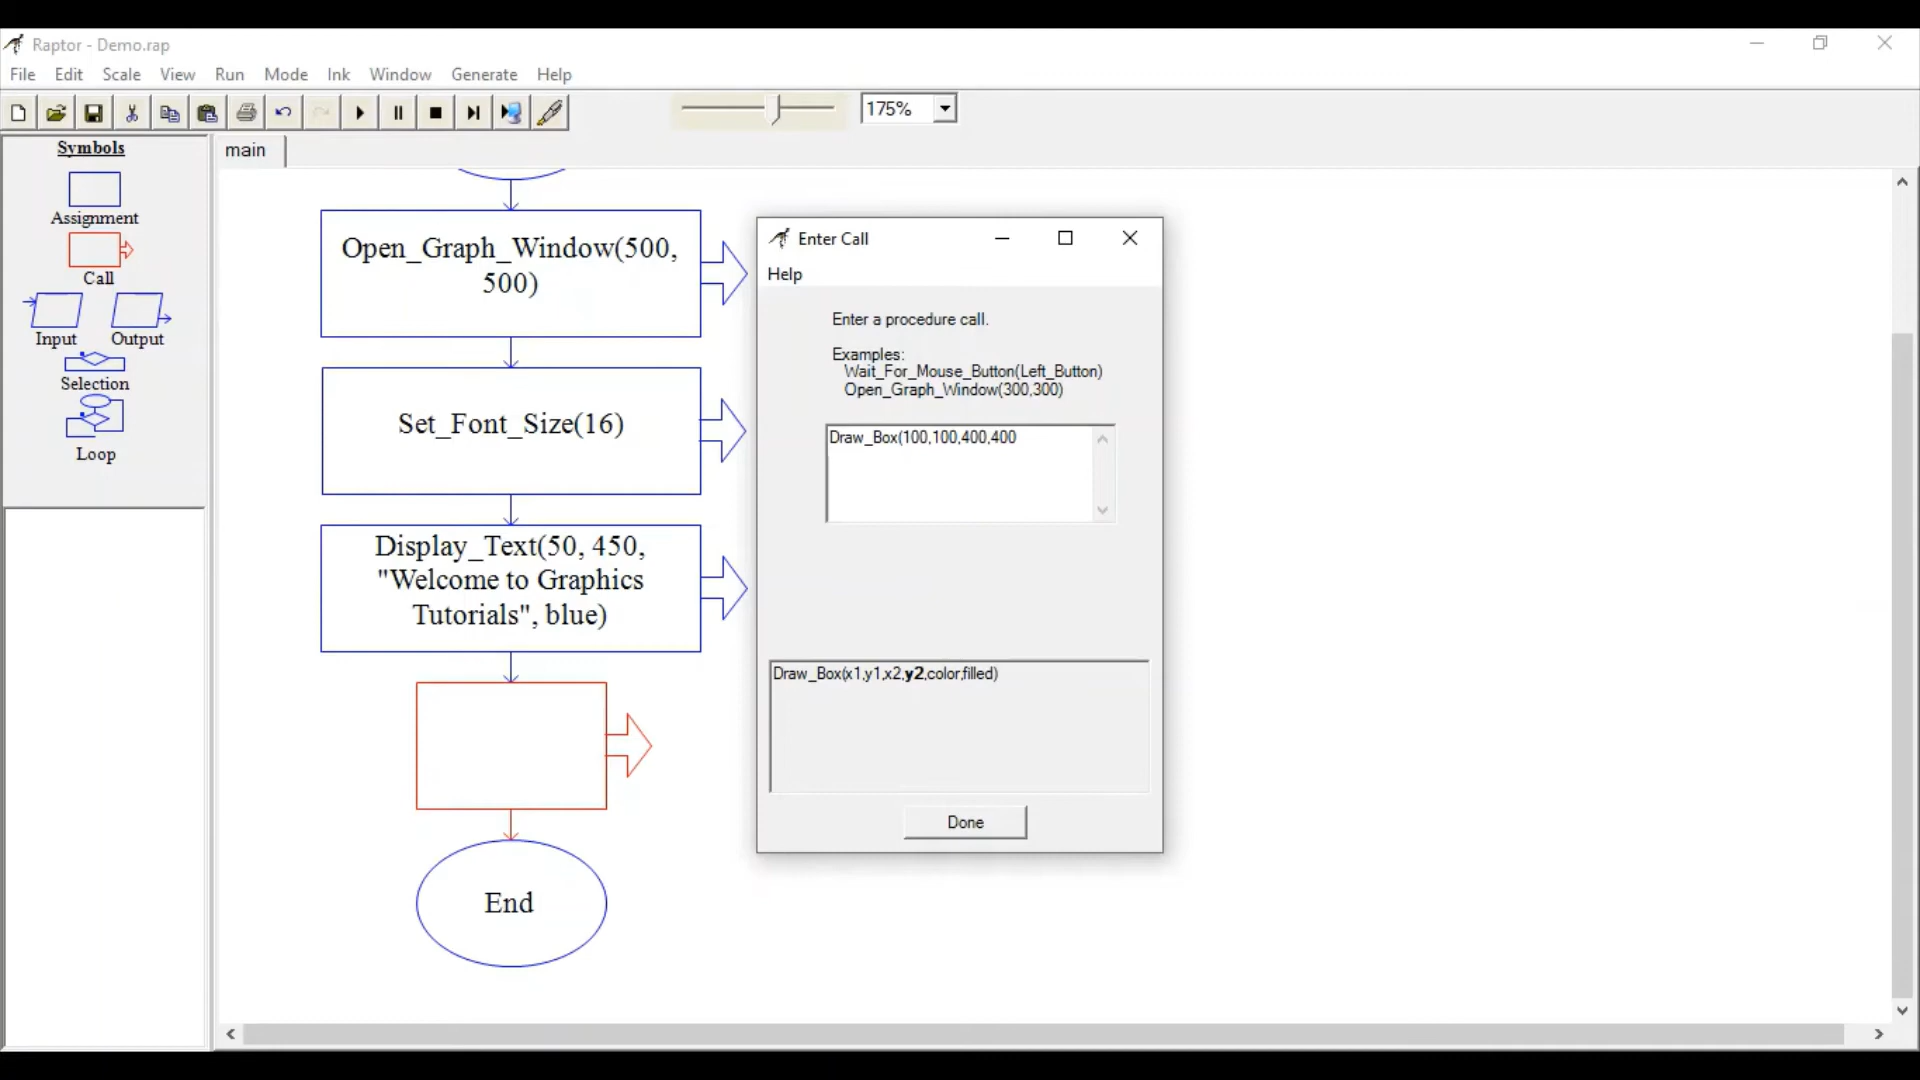 Raptor - Demo.rap
File Edit Scale View Run Mode Ink Window Generate Help
175%
Symbols
main
Assignment
Call
Input Output
Selection
Loop
Open_Graph_Window(500,
500)
Set_Font_Size(16)
Display_Text(50, 450,
"Welcome to Graphics
Tutorials", blue)
End
Enter Call
Help
Enter a procedure call.
Examples:
Wait_For_Mouse_Button(Left_Button)
Open_Graph_Window(300,300)
Draw_Box(100,100,400,400
Draw_Box(x1,y1,x2,y2,color,filled)
Done